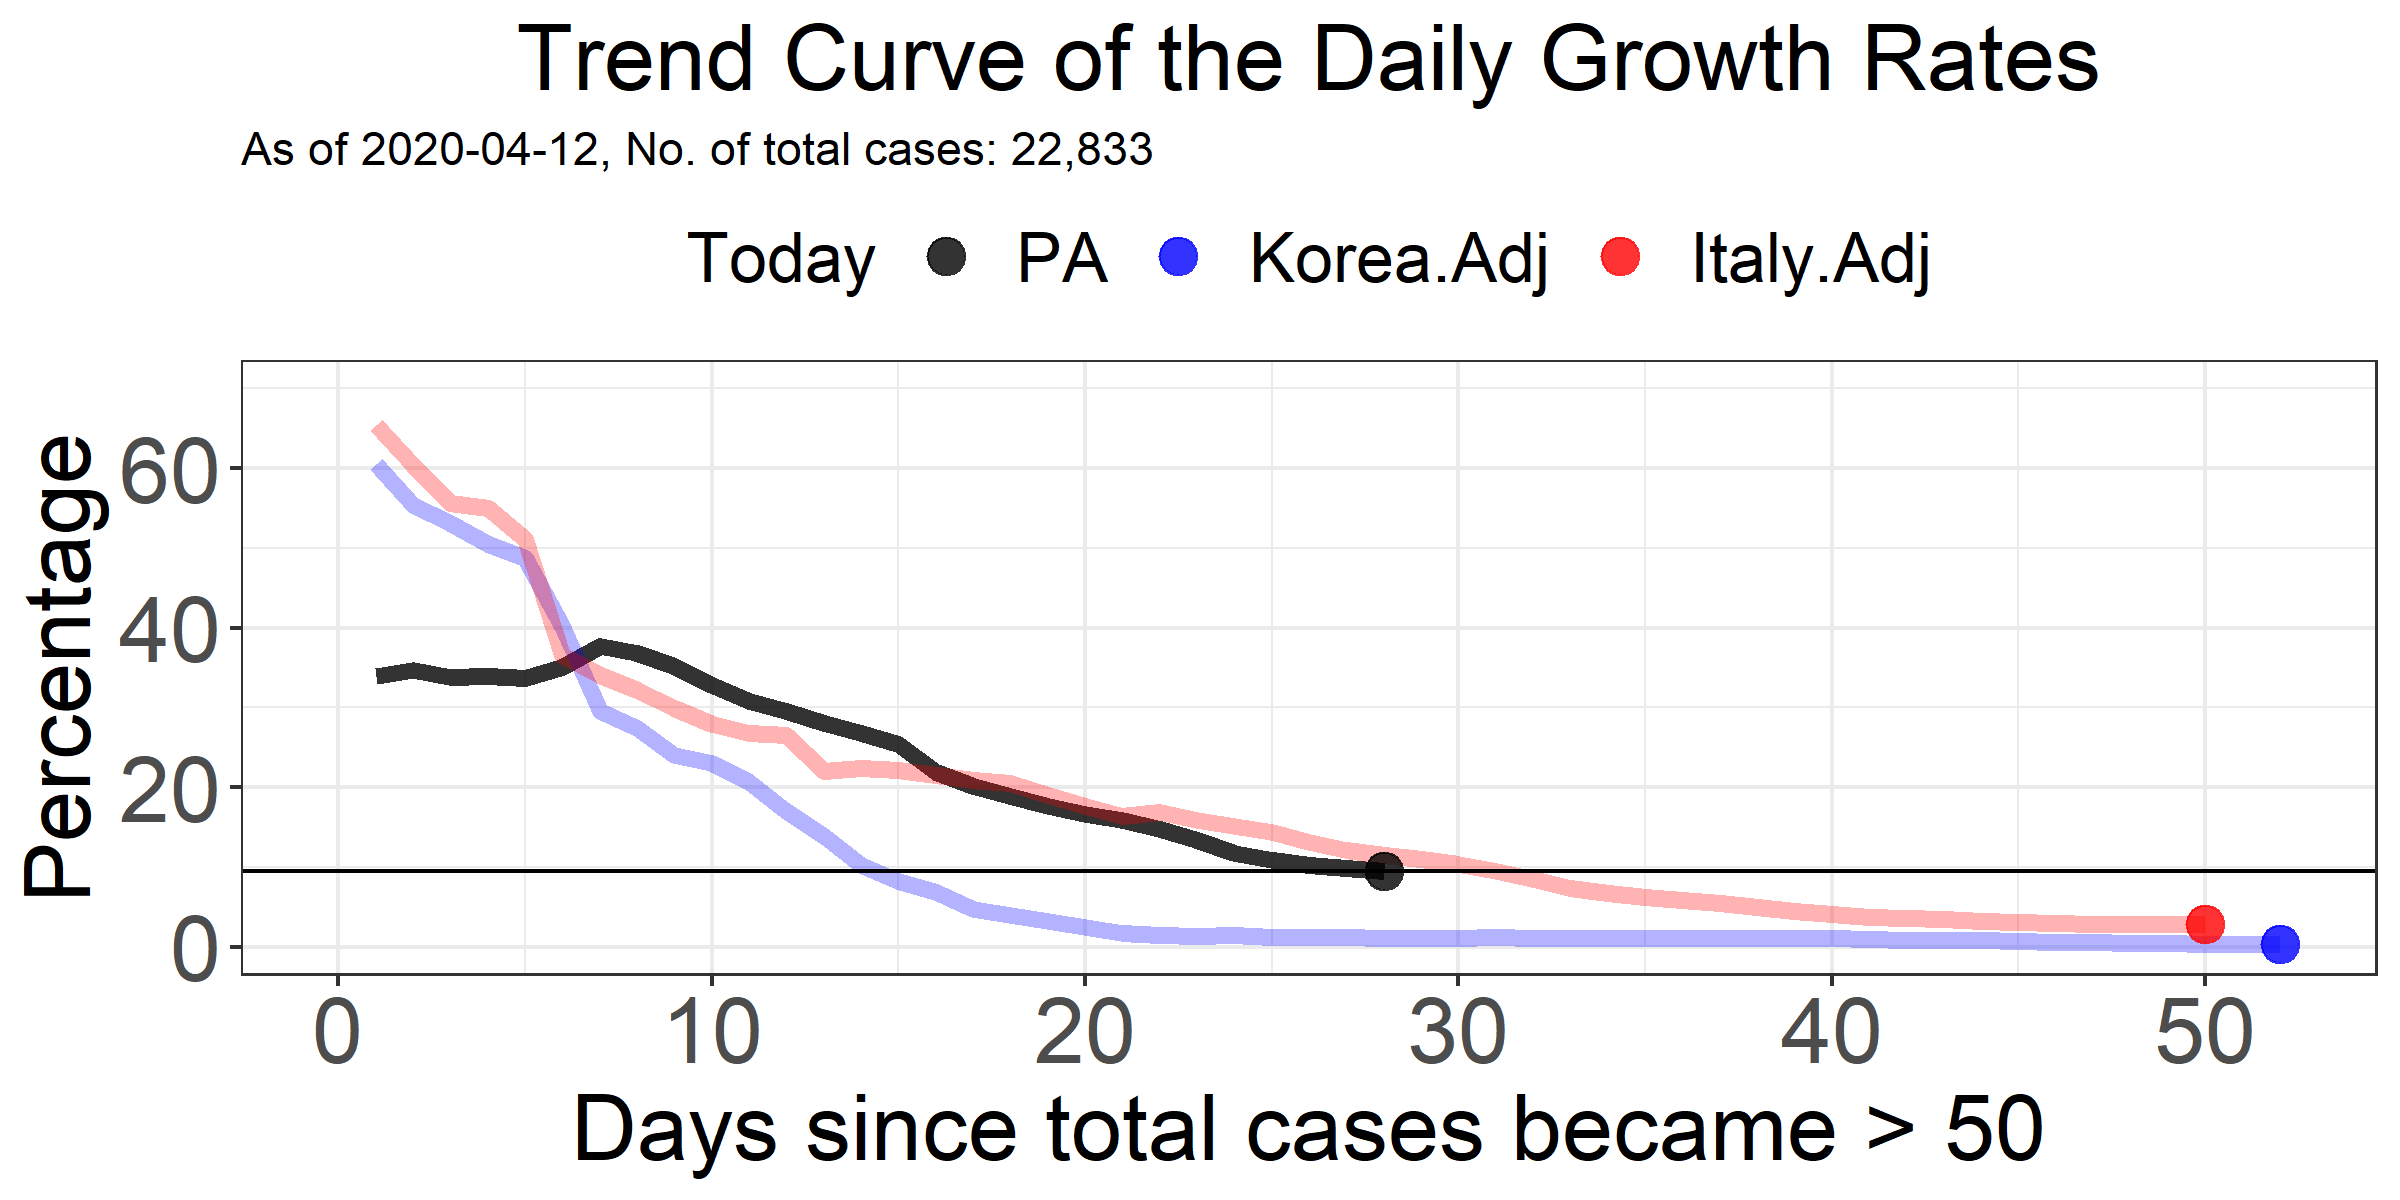 Trend Curve of the Daily Growth Rates
As of 2020-04-12, No. of total cases: 22,833
Today PA Korea.Adj Italy.Adj
Percentage
60
40
20
0
0 10 20 30 40 50
Days since total cases became > 50